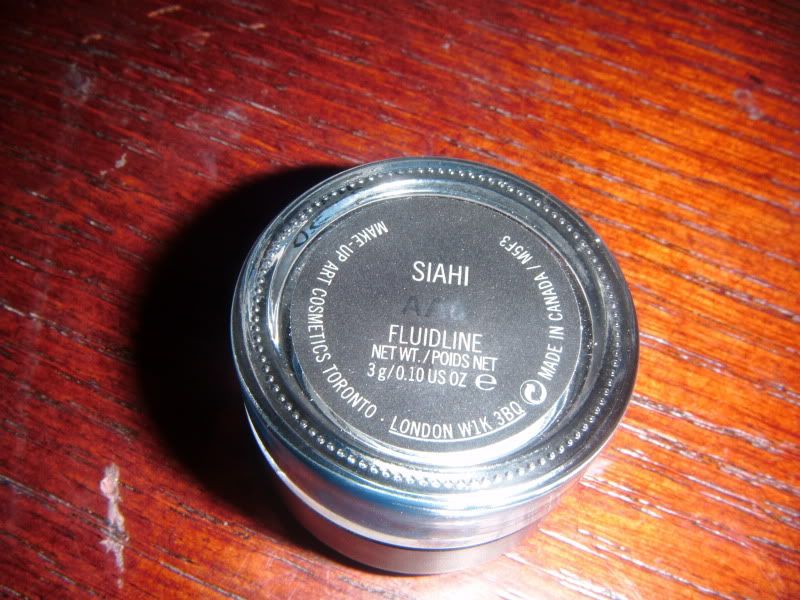 SIAHI
FLUIDLINE
NET WT./POIDS NET
3 g/0.10 US OZ ℮
MAKE-UP ART COSMETICS TORONTO · LONDON W1K 3BQ
MADE IN CANADA / M5F3